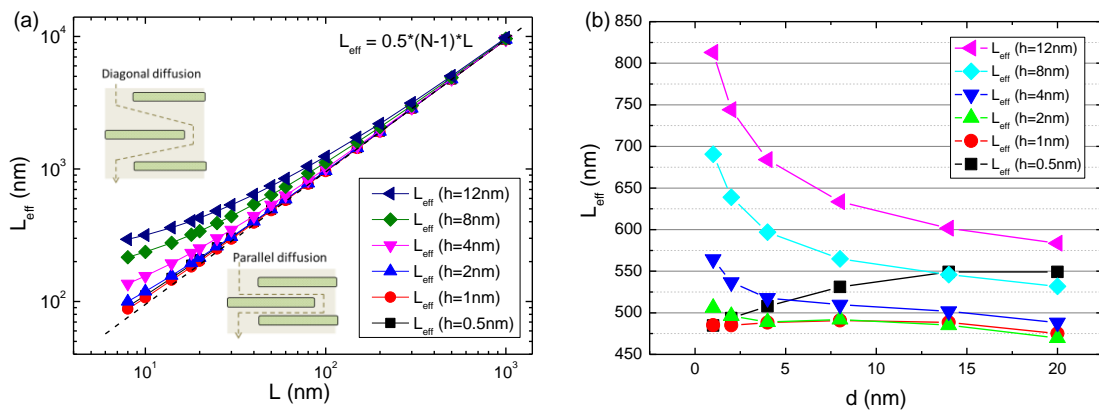 (a)
L_eff = 0.5*(N-1)*L
Diagonal diffusion
Parallel diffusion
L_eff (h=12nm)
L_eff (h=8nm)
L_eff (h=4nm)
L_eff (h=2nm)
L_eff (h=1nm)
L_eff (h=0.5nm)
L_eff (nm)
10^4
10^3
10^2
10^1 10^2 10^3
L (nm)
(b)
L_eff (h=12nm)
L_eff (h=8nm)
L_eff (h=4nm)
L_eff (h=2nm)
L_eff (h=1nm)
L_eff (h=0.5nm)
L_eff (nm)
850
800
750
700
650
600
550
500
450
0 5 10 15 20
d (nm)